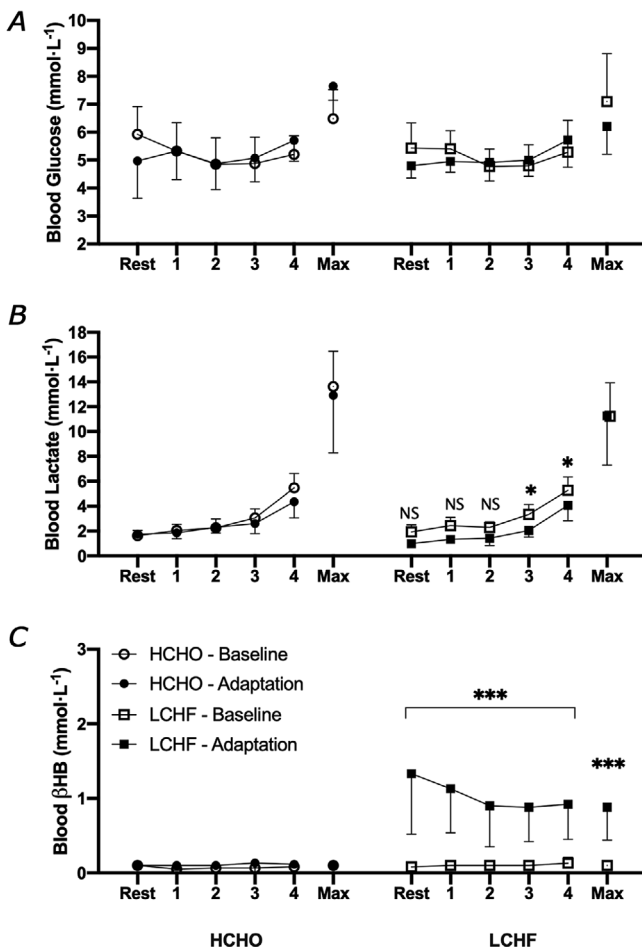 A
Blood Glucose (mmol·L⁻¹)
10
9
8
7
6
5
4
3
2
Rest 1 2 3 4 Max Rest 1 2 3 4 Max
B
Blood Lactate (mmol·L⁻¹)
18
16
14
12
10
8
6
4
2
0
NS NS NS * *
Rest 1 2 3 4 Max Rest 1 2 3 4 Max
C
Blood βHB (mmol·L⁻¹)
3
2
1
0
HCHO - Baseline
HCHO - Adaptation
LCHF - Baseline
LCHF - Adaptation
***
***
Rest 1 2 3 4 Max Rest 1 2 3 4 Max
HCHO LCHF